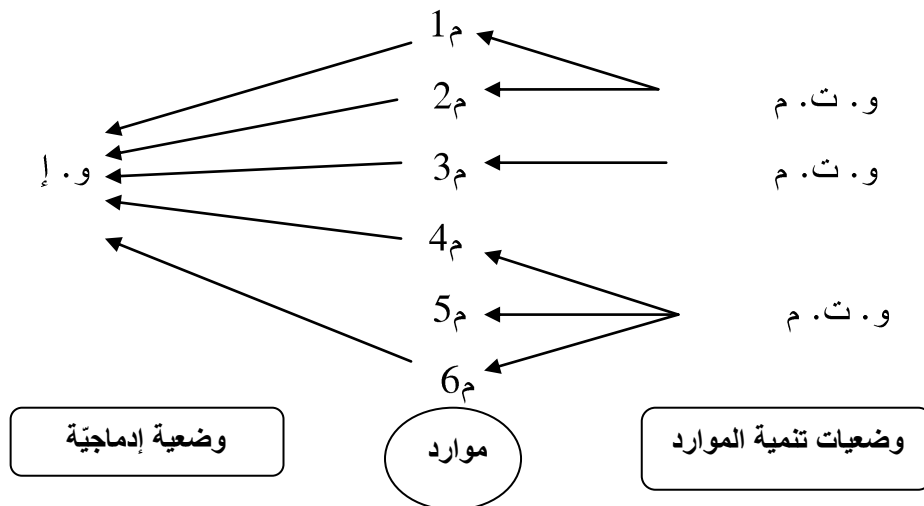 م1
و. ت. م م2
و. ت. م م3 و. إ
م4
و. ت. م م5
م6
وضعيات تنمية الموارد موارد وضعية إدماجيّة